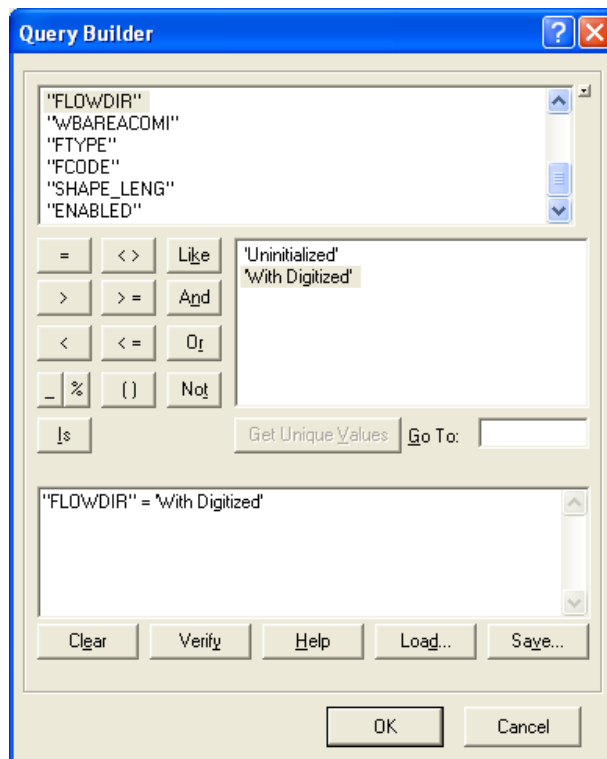 Query Builder
"FLOWDIR"
"WBAREACOMI"
"FTYPE"
"FCODE"
"SHAPE_LENG"
"ENABLED"
= < > Like
> > = And
< < = Or
_ % ( ) Not
Is
'Uninitialized'
'With Digitized'
Get Unique Values Go To:
"FLOWDIR" = 'With Digitized'
Clear Verify Help Load... Save...
OK Cancel